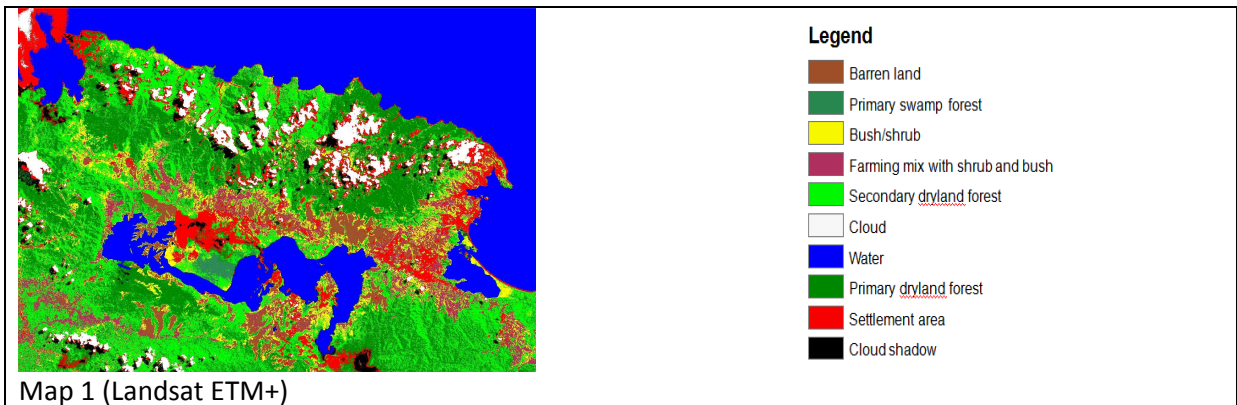 Legend
Barren land
Primary swamp forest
Bush/shrub
Farming mix with shrub and bush
Secondary dryland forest
Cloud
Water
Primary dryland forest
Settlement area
Cloud shadow
Map 1 (Landsat ETM+)